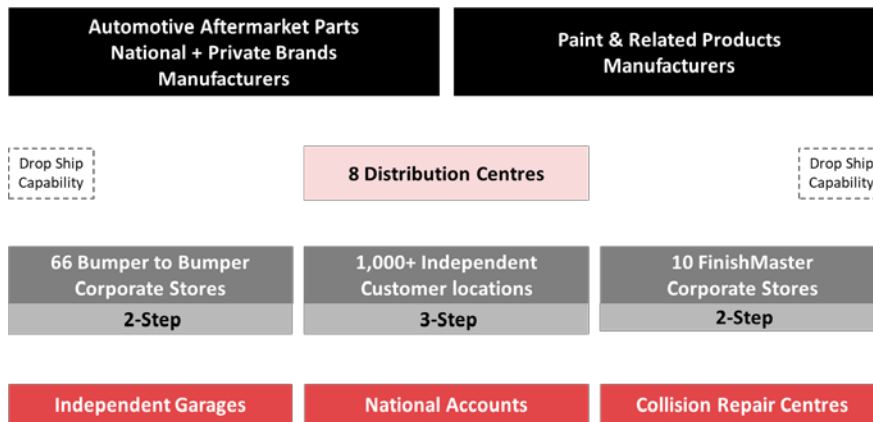 Automotive Aftermarket Parts
National + Private Brands
Manufacturers
Paint & Related Products
Manufacturers
Drop Ship
Capability
8 Distribution Centres
Drop Ship
Capability
66 Bumper to Bumper
Corporate Stores
2-Step
1,000+ Independent
Customer locations
3-Step
10 FinishMaster
Corporate Stores
2-Step
Independent Garages
National Accounts
Collision Repair Centres